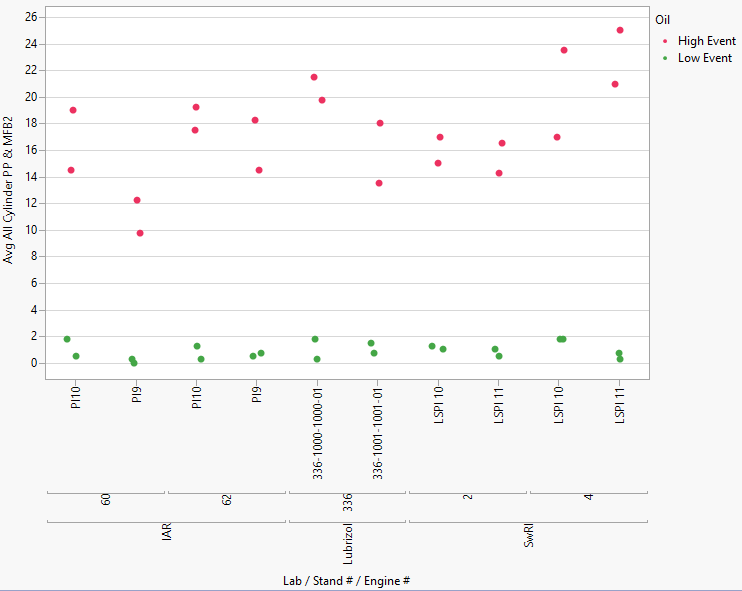 Oil
High Event
Low Event
Avg All Cylinder PP & MFB2
26
24
22
20
18
16
14
12
10
8
6
4
2
0
PI10
PI9
PI10
PI9
336-1000-1000-01
336-1001-1001-01
LSPI 10
LSPI 11
LSPI 10
LSPI 11
60
62
336
2
4
IAR
Lubrizol
SwRI
Lab / Stand # / Engine #